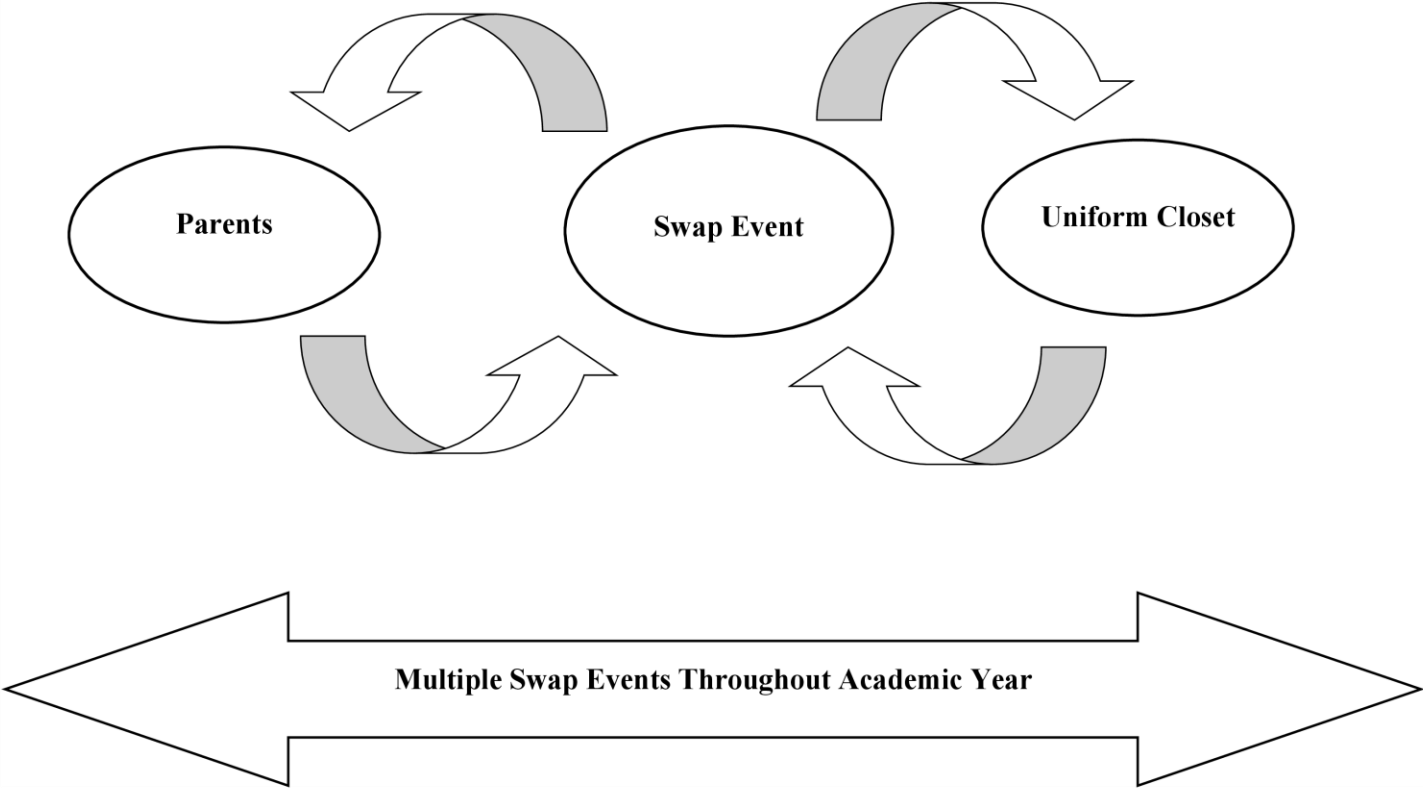 Parents
Swap Event
Uniform Closet
Multiple Swap Events Throughout Academic Year